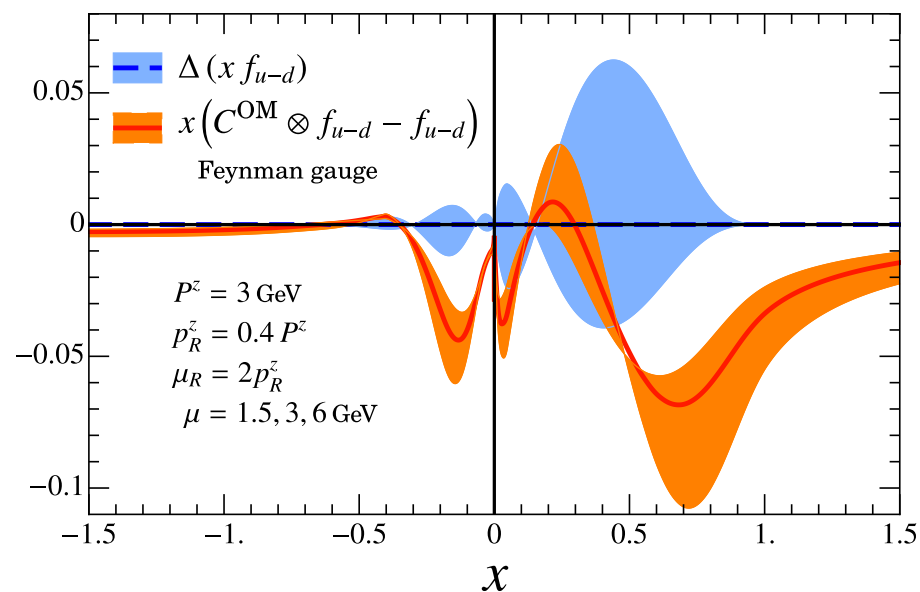 Δ (x f_{u−d})
x (C^{OM} ⊗ f_{u−d} − f_{u−d})
Feynman gauge
P^z = 3 GeV
p_R^z = 0.4 P^z
μ_R = 2p_R^z
μ = 1.5, 3, 6 GeV
0.05
0
−0.05
−0.1
−1.5 −1. −0.5 0 0.5 1. 1.5
x